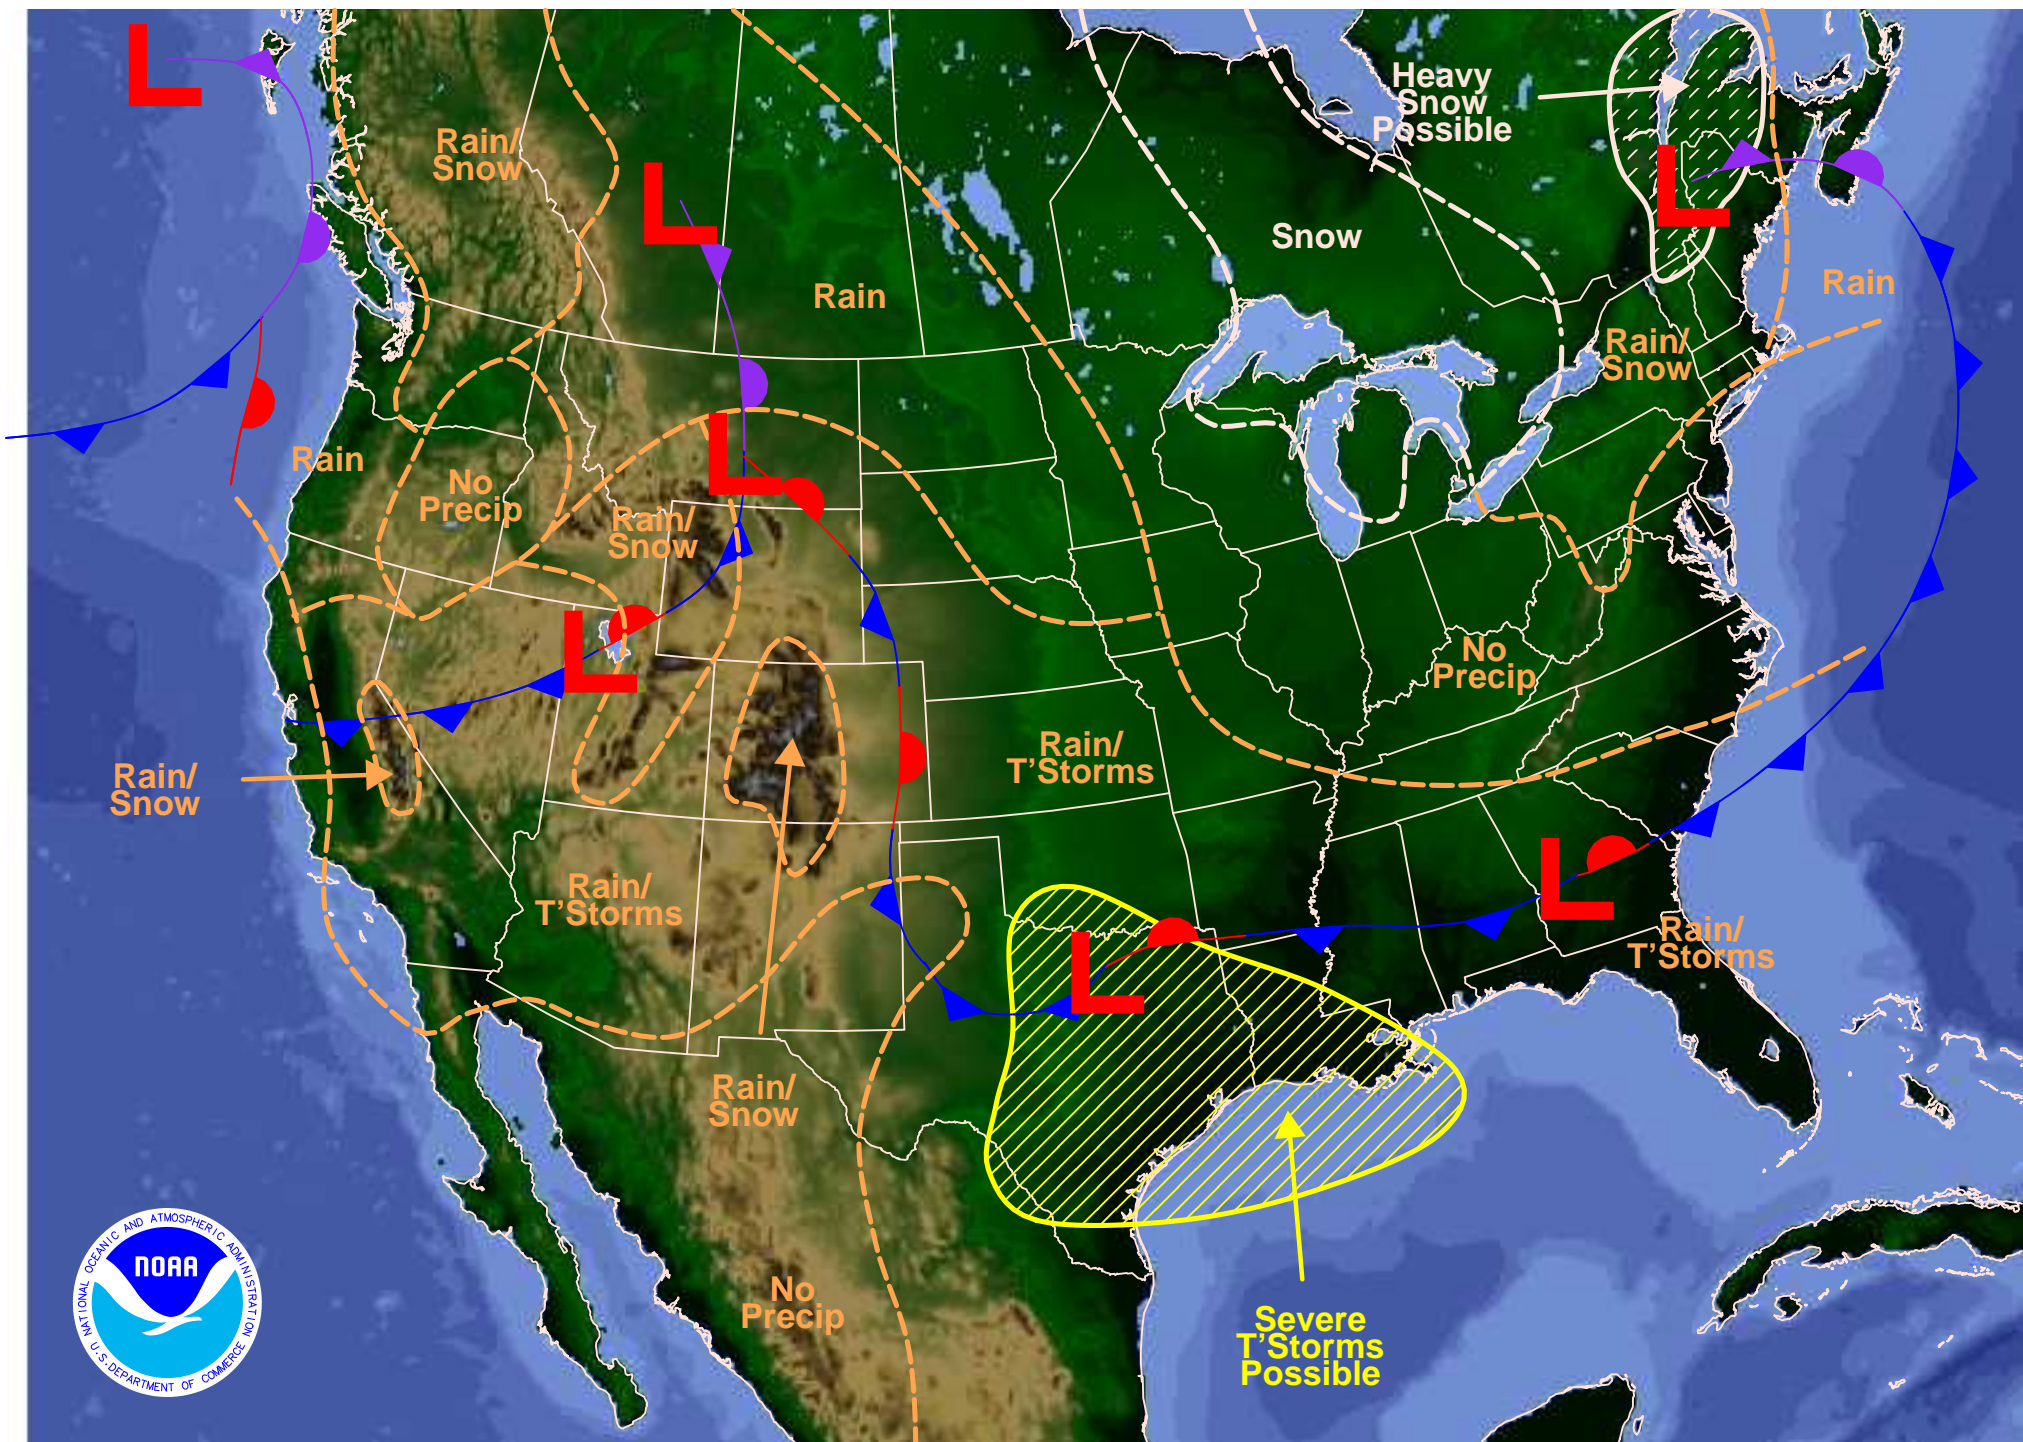 L
Heavy
Snow
Possible
Rain/
Snow
L
L
Snow
Rain
Rain
Rain/
Snow
Rain
No
Precip
L
Rain/
Snow
L
No
Precip
Rain/
T'Storms
Rain/
Snow
Rain/
T'Storms
L
Rain/
T'Storms
L
Rain/
Snow
No
Precip
Severe
T'Storms
Possible
NATIONAL OCEANIC AND ATMOSPHERIC ADMINISTRATION
NOAA
U.S. DEPARTMENT OF COMMERCE